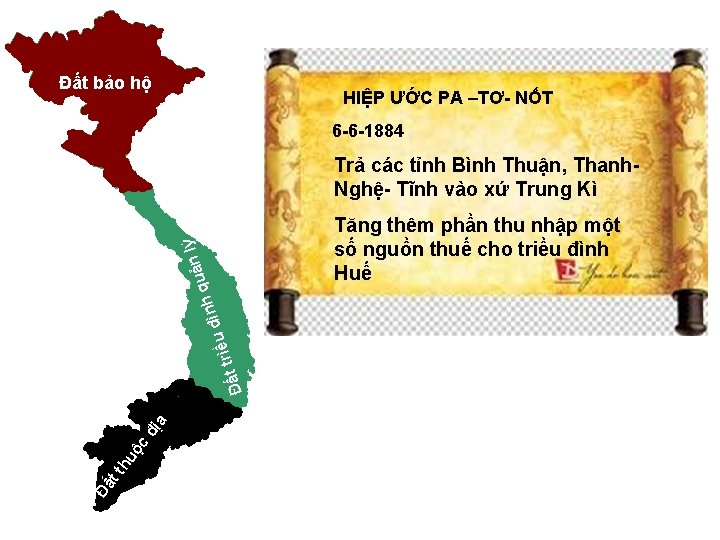 Đất bảo hộ
HIỆP ƯỚC PA –TƠ- NỐT
6-6-1884
Trả các tỉnh Bình Thuận, Thanh-
Nghệ- Tĩnh vào xứ Trung Kì
Tăng thêm phần thu nhập một
số nguồn thuế cho triều đình
Huế
Đất triều đình quản lý
Đất thuộc địa